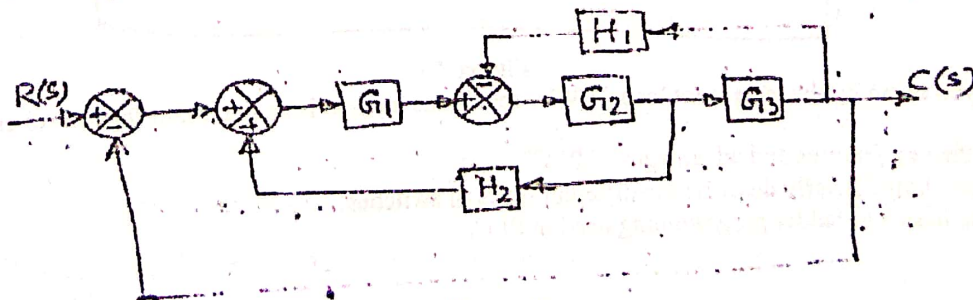 H1
R(s) + - + + G1 + - G2 G3 C(s)
H2